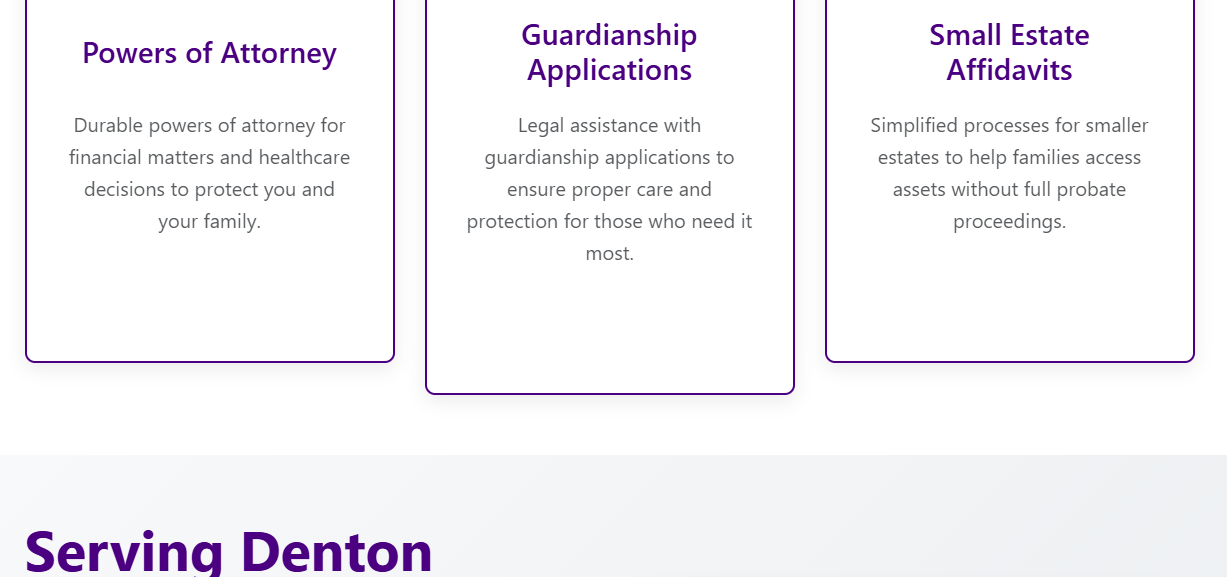 Powers of Attorney
Durable powers of attorney for
financial matters and healthcare
decisions to protect you and
your family.
Guardianship
Applications
Legal assistance with
guardianship applications to
ensure proper care and
protection for those who need it
most.
Small Estate
Affidavits
Simplified processes for smaller
estates to help families access
assets without full probate
proceedings.
Serving Denton